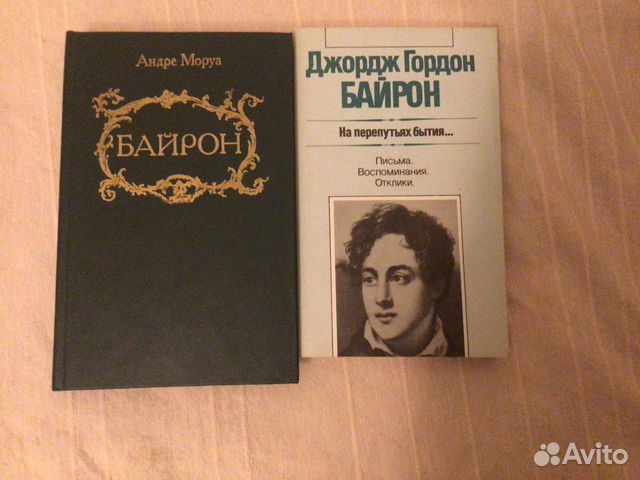 Андре Моруа
БАЙРОН
Джордж Гордон
БАЙРОН
На перепутьях бытия...
Письма.
Воспоминания.
Отклики.
Avito